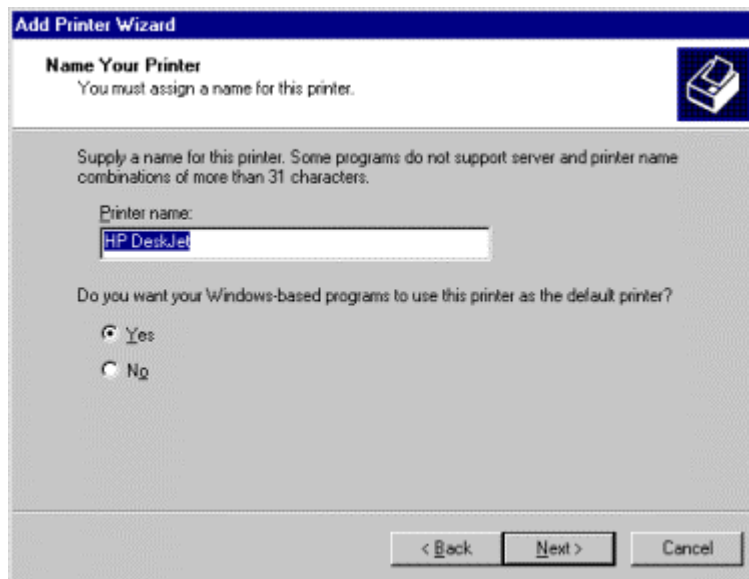 Add Printer Wizard
Name Your Printer
You must assign a name for this printer.
Supply a name for this printer. Some programs do not support server and printer name
combinations of more than 31 characters.
Printer name:
HP DeskJet
Do you want your Windows-based programs to use this printer as the default printer?
Yes
No
< Back Next > Cancel